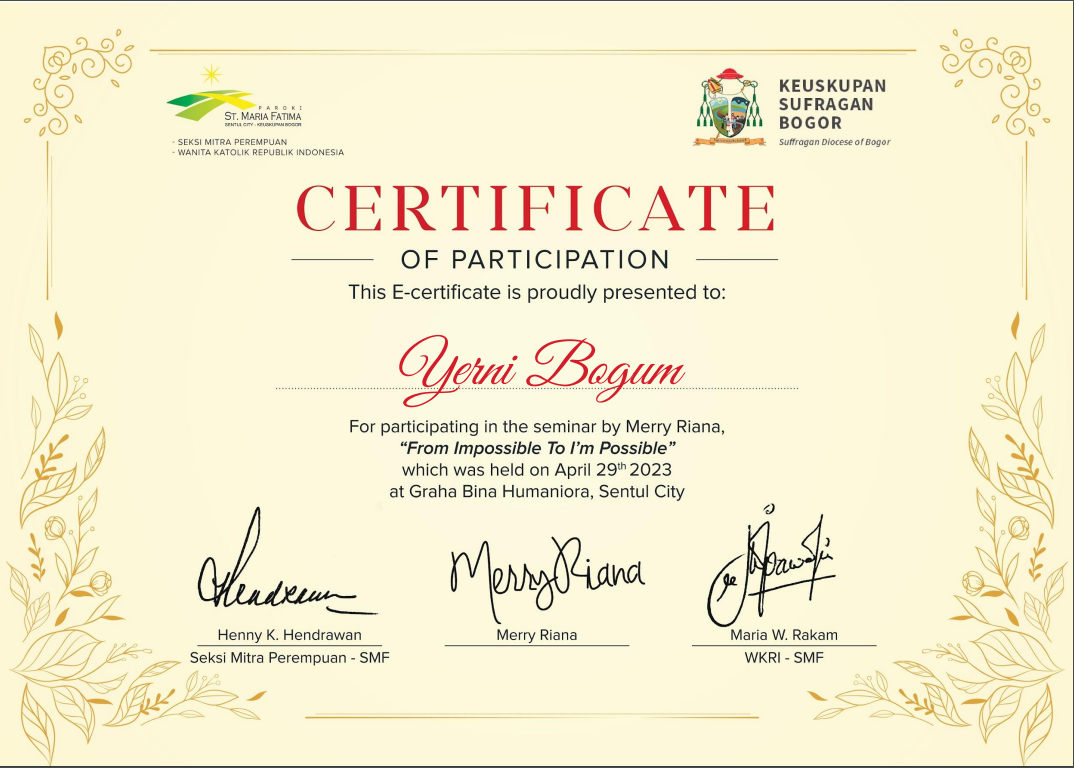 PAROKI
ST. MARIA FATIMA
SENTUL CITY - KEUSKUPAN BOGOR
- SEKSI MITRA PEREMPUAN
- WANITA KATOLIK REPUBLIK INDONESIA
KEUSKUPAN
SUFRAGAN
BOGOR
Suffragan Diocese of Bogor
CERTIFICATE
OF PARTICIPATION
This E-certificate is proudly presented to:
Yerni Bogum
For participating in the seminar by Merry Riana,
“From Impossible To I’m Possible”
which was held on April 29th 2023
at Graha Bina Humaniora, Sentul City
Hendrawan
Merry Riana
Henny K. Hendrawan
Merry Riana
Maria W. Rakam
Seksi Mitra Perempuan - SMF
WKRI - SMF